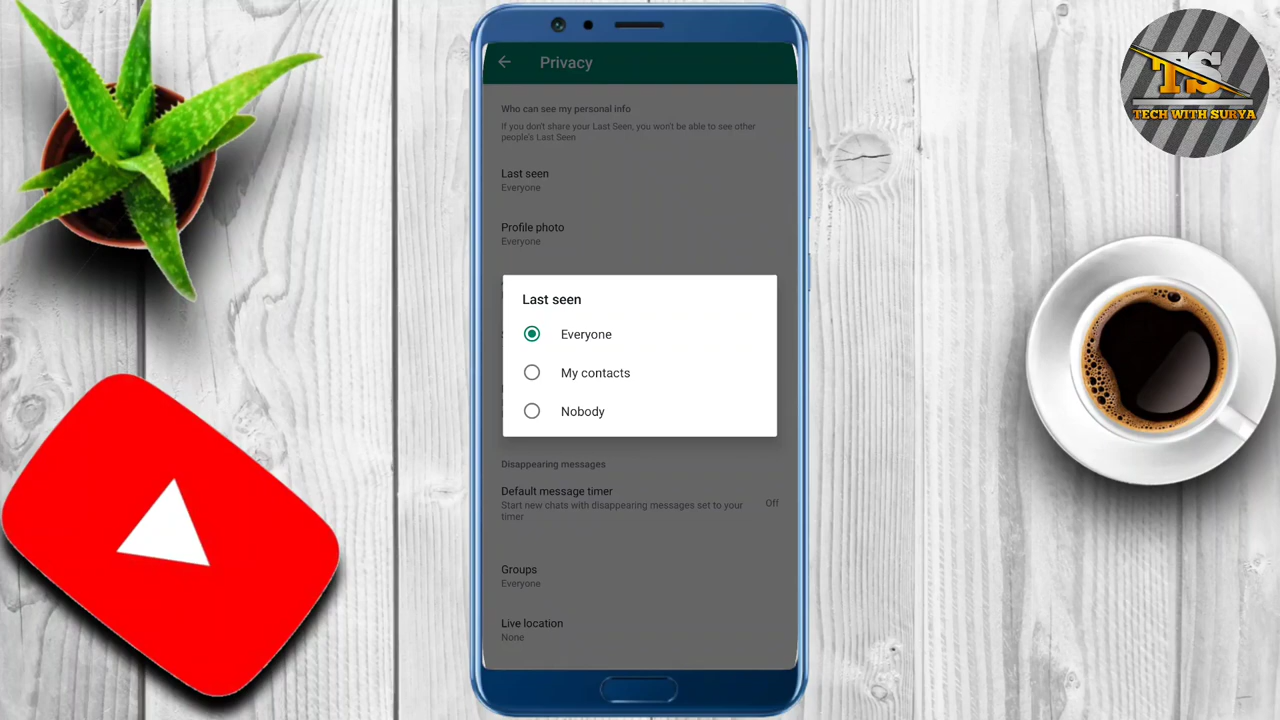 TS
TECH WITH SURYA
Privacy
Who can see my personal info
If you don't share your Last Seen, you won't be able to see other
people's Last Seen
Last seen
Everyone
Profile photo
Everyone
Last seen
Everyone
My contacts
Nobody
Disappearing messages
Default message timer
Start new chats with disappearing messages set to your
timer
Off
Groups
Everyone
Live location
None